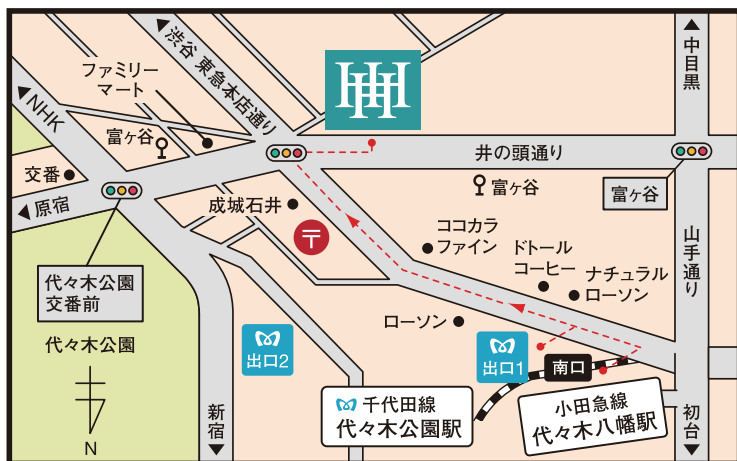 渋谷 東急本店通り
中目黒
ファミリー
マート
NHK
富ヶ谷
交番
原宿
井の頭通り
富ヶ谷
富ヶ谷
成城石井
〒
ココカラ
ファイン
ドトール
コーヒー
ナチュラル
ローソン
山手通り
代々木公園
交番前
ローソン
代々木公園
出口2
出口1
南口
N
新宿
千代田線
代々木公園駅
小田急線
代々木八幡駅
初台